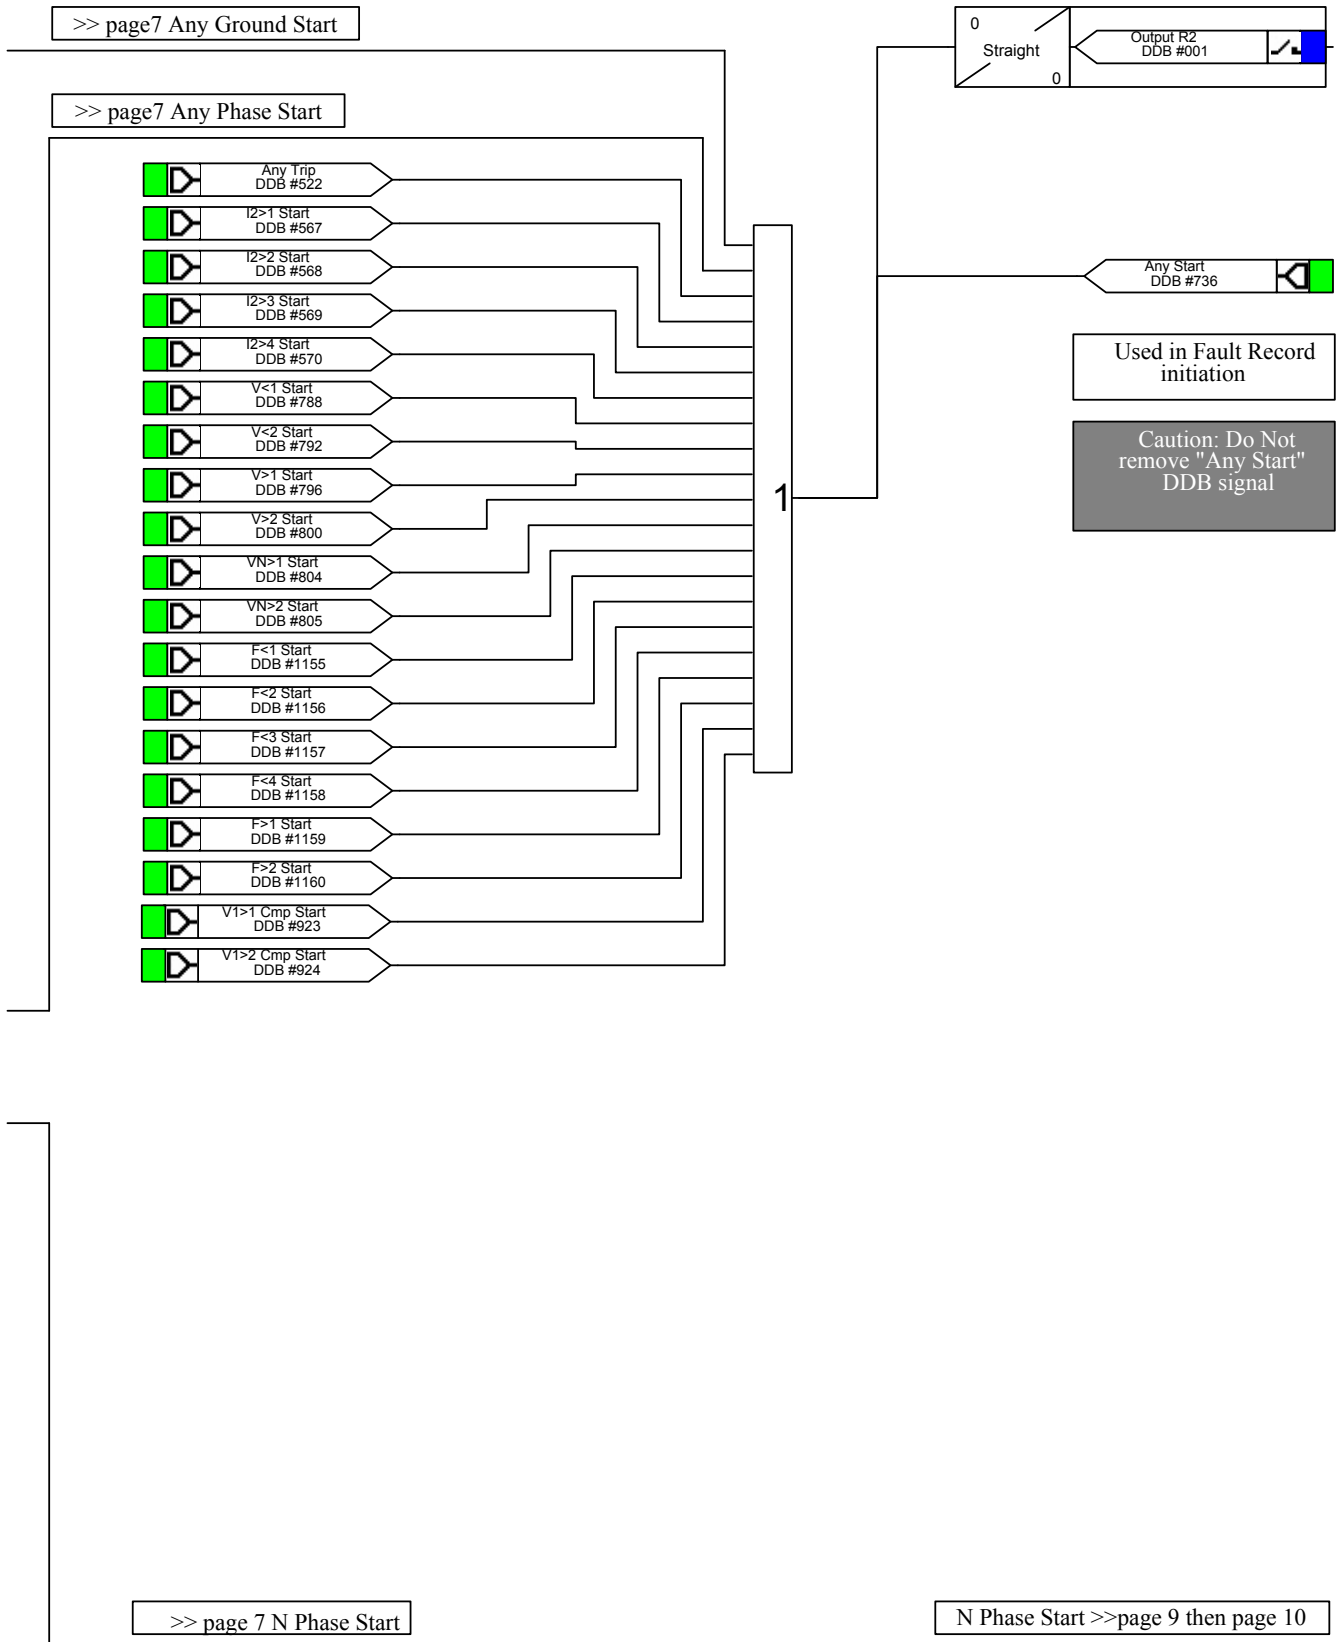 >> page7 Any Ground Start
0
Straight
0
Output R2
DDB #001
>> page7 Any Phase Start
Any Trip
DDB #522
I2>1 Start
DDB #567
I2>2 Start
DDB #568
I2>3 Start
DDB #569
I2>4 Start
DDB #570
V<1 Start
DDB #788
V<2 Start
DDB #792
V>1 Start
DDB #796
V>2 Start
DDB #800
VN>1 Start
DDB #804
VN>2 Start
DDB #805
F<1 Start
DDB #1155
F<2 Start
DDB #1156
F<3 Start
DDB #1157
F<4 Start
DDB #1158
F>1 Start
DDB #1159
F>2 Start
DDB #1160
V1>1 Cmp Start
DDB #923
V1>2 Cmp Start
DDB #924
1
Any Start
DDB #736
Used in Fault Record
initiation
Caution: Do Not
remove "Any Start"
DDB signal
>> page 7 N Phase Start
N Phase Start >>page 9 then page 10